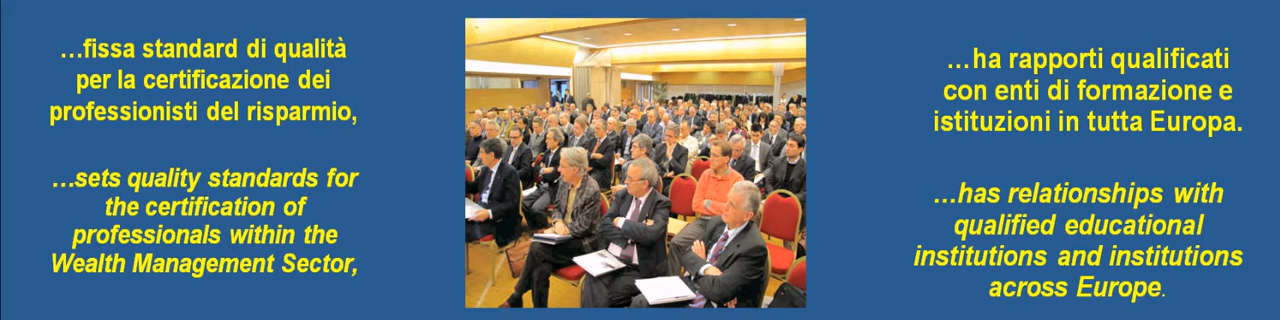 …fissa standard di qualità
per la certificazione dei
professionisti del risparmio,
…sets quality standards for
the certification of
professionals within the
Wealth Management Sector,
…ha rapporti qualificati
con enti di formazione e
istituzioni in tutta Europa.
…has relationships with
qualified educational
institutions and institutions
across Europe.